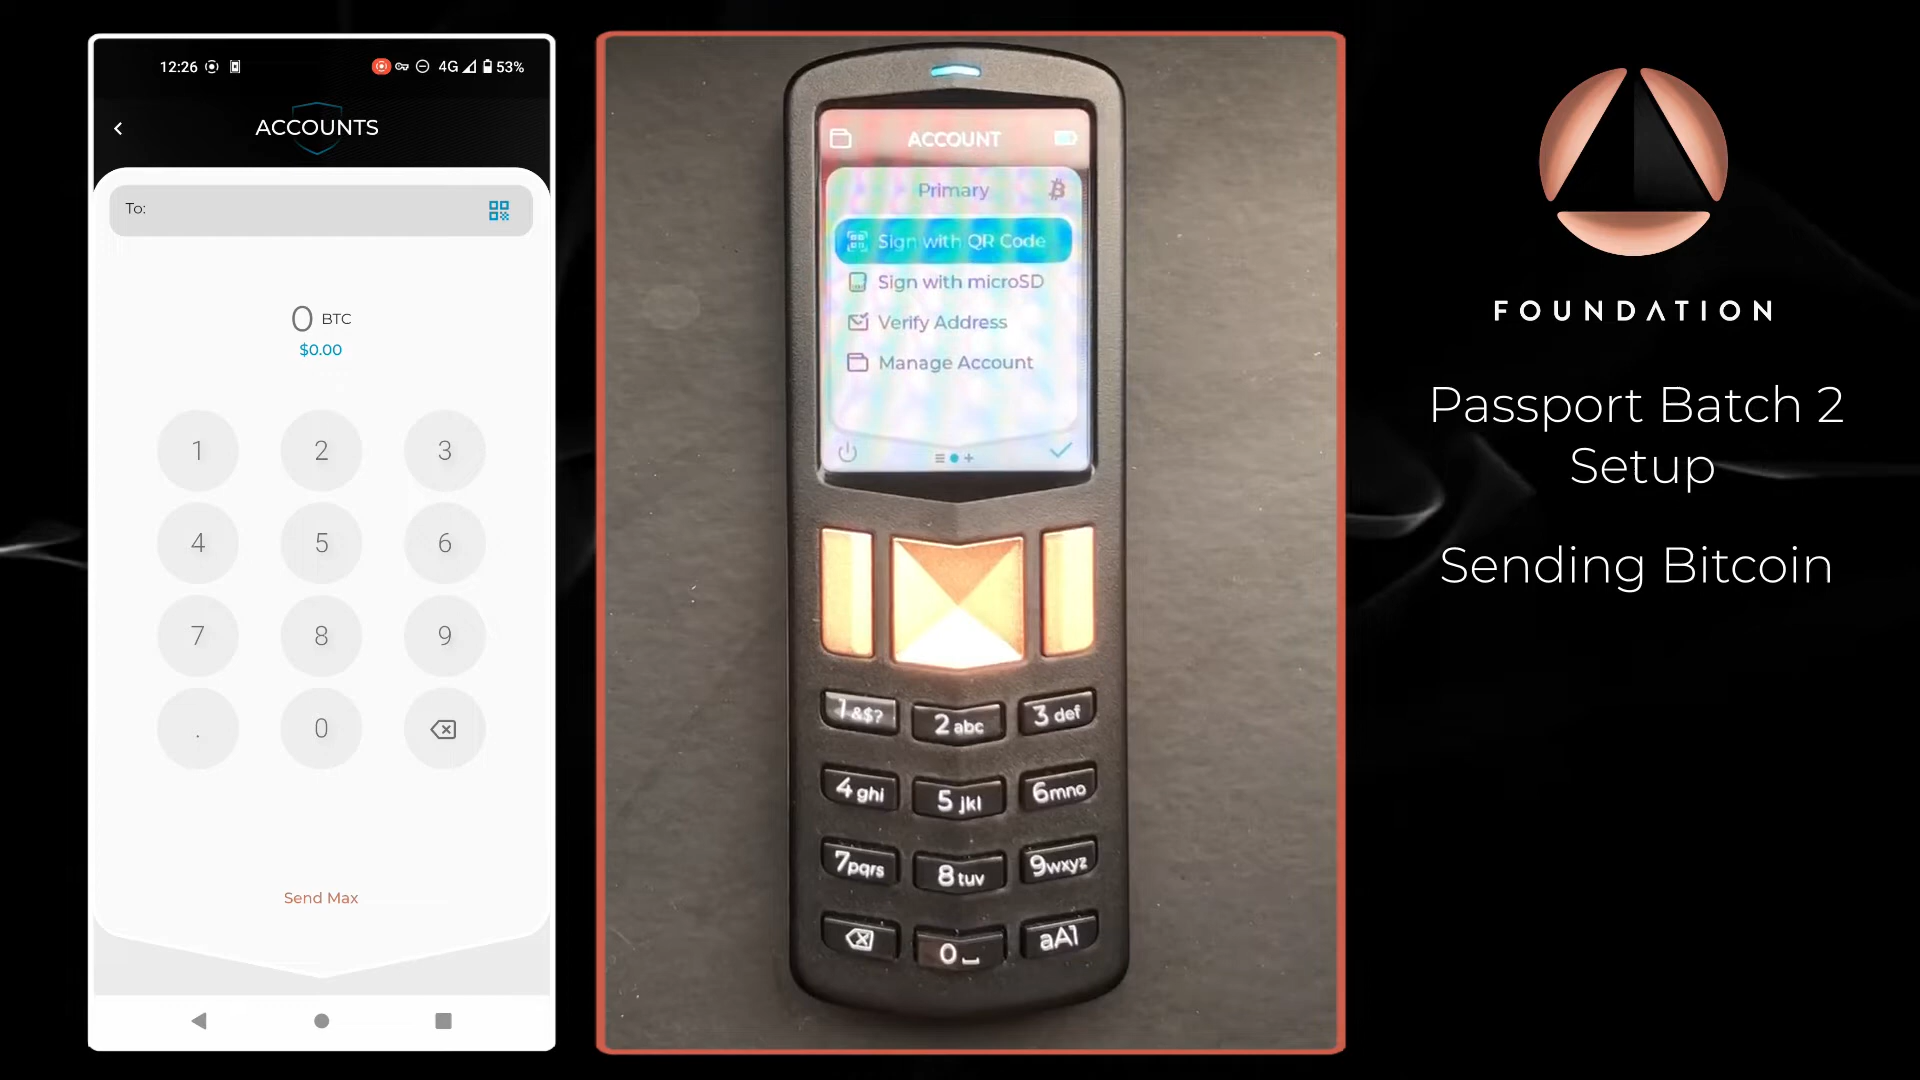 12:26
4G
53%
ACCOUNTS
To:
0 BTC
$0.00
1 2 3
4 5 6
7 8 9
. 0
Send Max
ACCOUNT
Primary
Sign with QR Code
Sign with microSD
Verify Address
Manage Account
1 &$? 2 abc 3 def
4 ghi 5 jkl 6 mno
7 pqrs 8 tuv 9 wxyz
0 aA1
FOUNDATION
Passport Batch 2
Setup
Sending Bitcoin